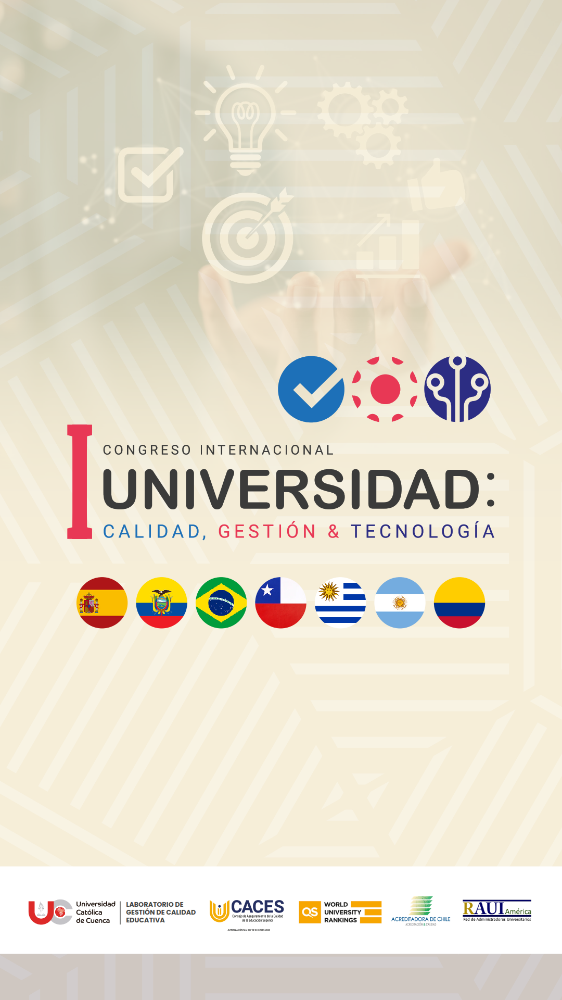 CONGRESO INTERNACIONAL
I UNIVERSIDAD:
CALIDAD, GESTIÓN & TECNOLOGÍA
UC
Universidad
Católica
de Cuenca
LABORATORIO DE
GESTIÓN DE CALIDAD
EDUCATIVA
CACES
Consejo de Aseguramiento de la Calidad
de la Educación Superior
QS
WORLD
UNIVERSITY
RANKINGS
ACREDITADORA DE CHILE
ACREDITACIÓN & CALIDAD
RAUI América
Red de Administradores Universitarios